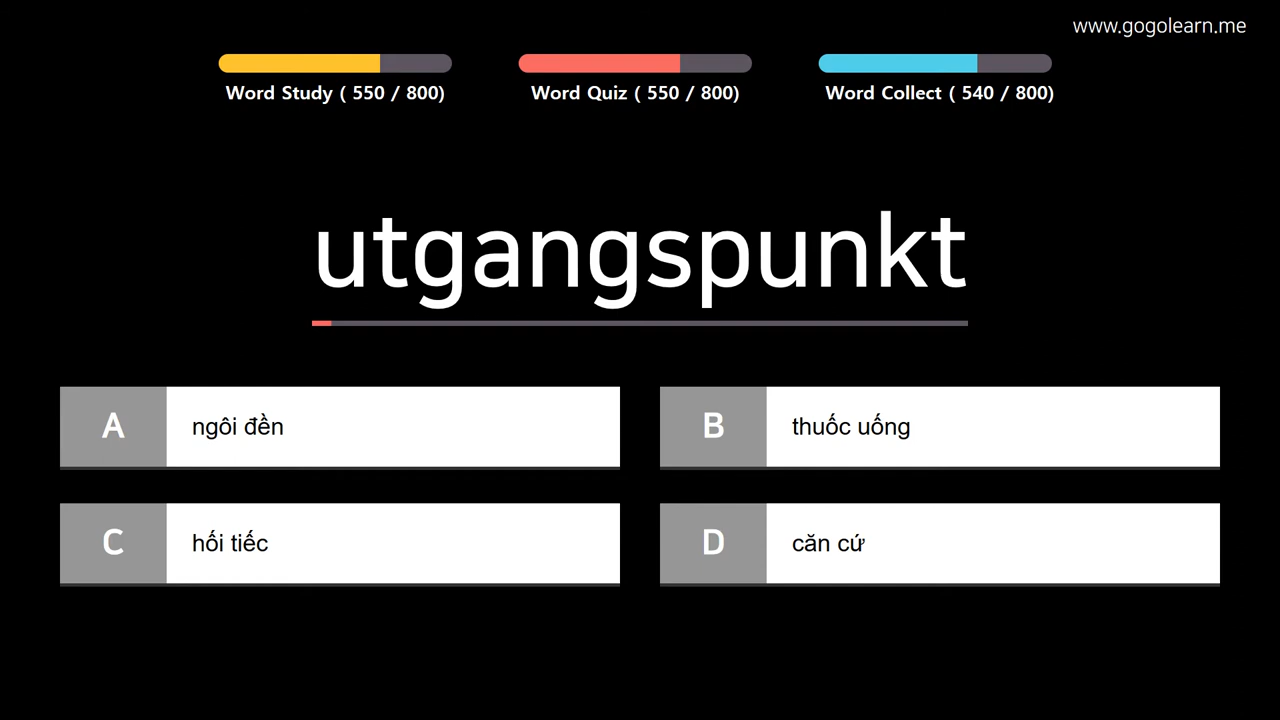 www.gogolearn.me
Word Study ( 550 / 800)
Word Quiz ( 550 / 800)
Word Collect ( 540 / 800)
utgangspunkt
A ngôi đền
B thuốc uống
C hối tiếc
D căn cứ